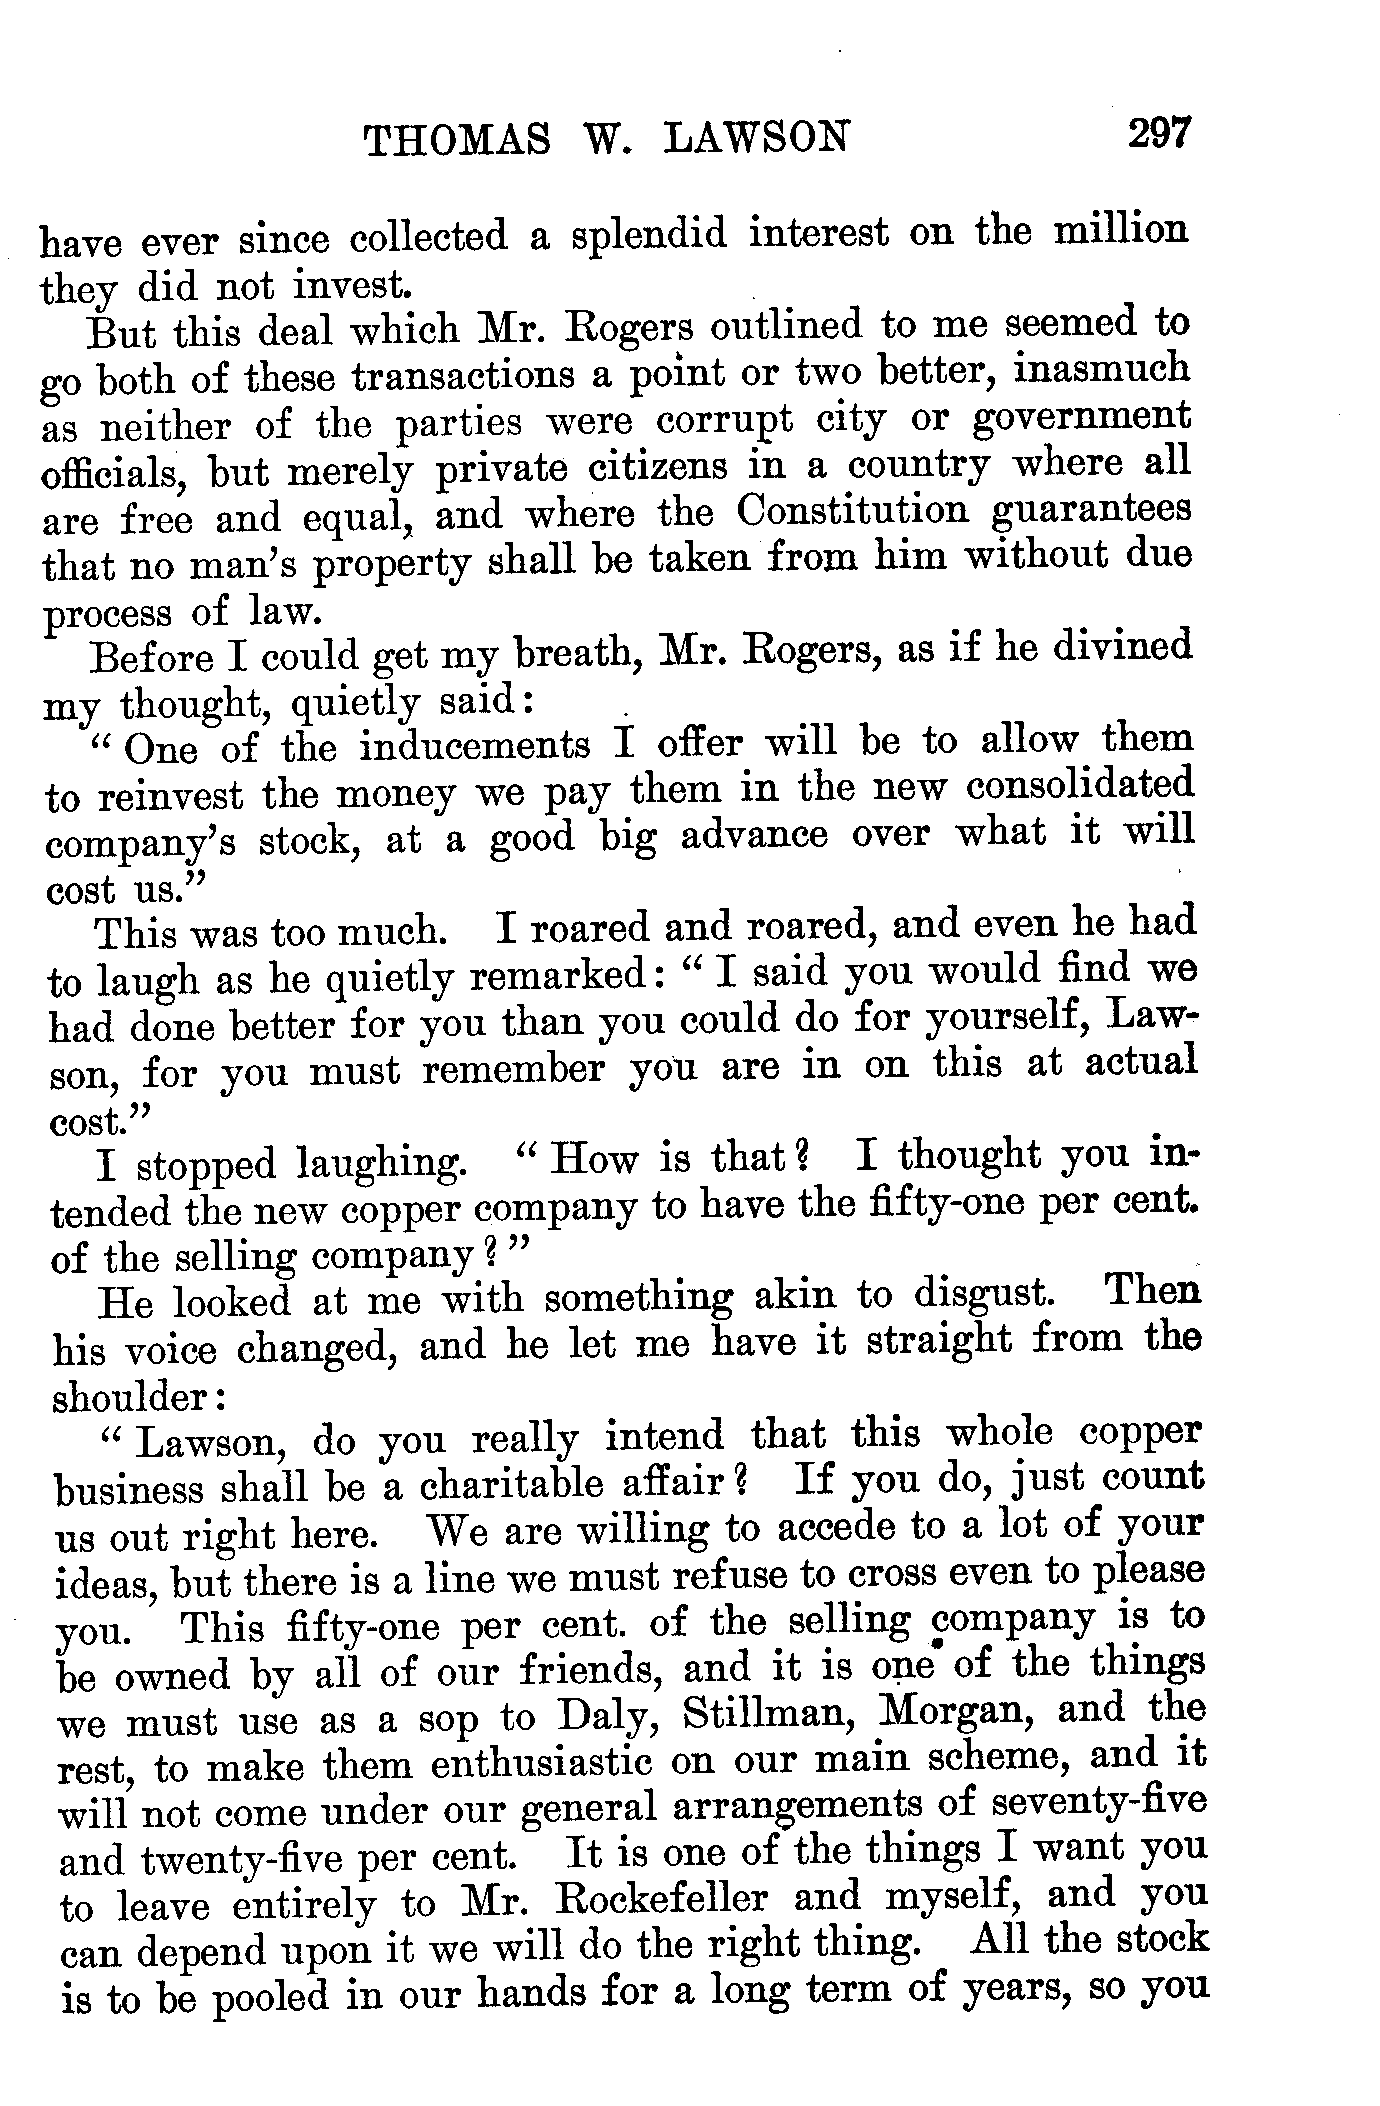 THOMAS W. LAWSON 297
have ever since collected a splendid interest on the million
they did not invest.
But this deal which Mr. Rogers outlined to me seemed to
go both of these transactions a point or two better, inasmuch
as neither of the parties were corrupt city or government
officials, but merely private citizens in a country where all
are free and equal, and where the Constitution guarantees
that no man's property shall be taken from him without due
process of law.
Before I could get my breath, Mr. Rogers, as if he divined
my thought, quietly said:
“ One of the inducements I offer will be to allow them
to reinvest the money we pay them in the new consolidated
company's stock, at a good big advance over what it will
cost us.”
This was too much. I roared and roared, and even he had
to laugh as he quietly remarked: “ I said you would find we
had done better for you than you could do for yourself, Law-
son, for you must remember you are in on this at actual
cost.”
I stopped laughing. “ How is that? I thought you in-
tended the new copper company to have the fifty-one per cent.
of the selling company?”
He looked at me with something akin to disgust. Then
his voice changed, and he let me have it straight from the
shoulder:
“ Lawson, do you really intend that this whole copper
business shall be a charitable affair? If you do, just count
us out right here. We are willing to accede to a lot of your
ideas, but there is a line we must refuse to cross even to please
you. This fifty-one per cent. of the selling company is to
be owned by all of our friends, and it is one of the things
we must use as a sop to Daly, Stillman, Morgan, and the
rest, to make them enthusiastic on our main scheme, and it
will not come under our general arrangements of seventy-five
and twenty-five per cent. It is one of the things I want you
to leave entirely to Mr. Rockefeller and myself, and you
can depend upon it we will do the right thing. All the stock
is to be pooled in our hands for a long term of years, so you